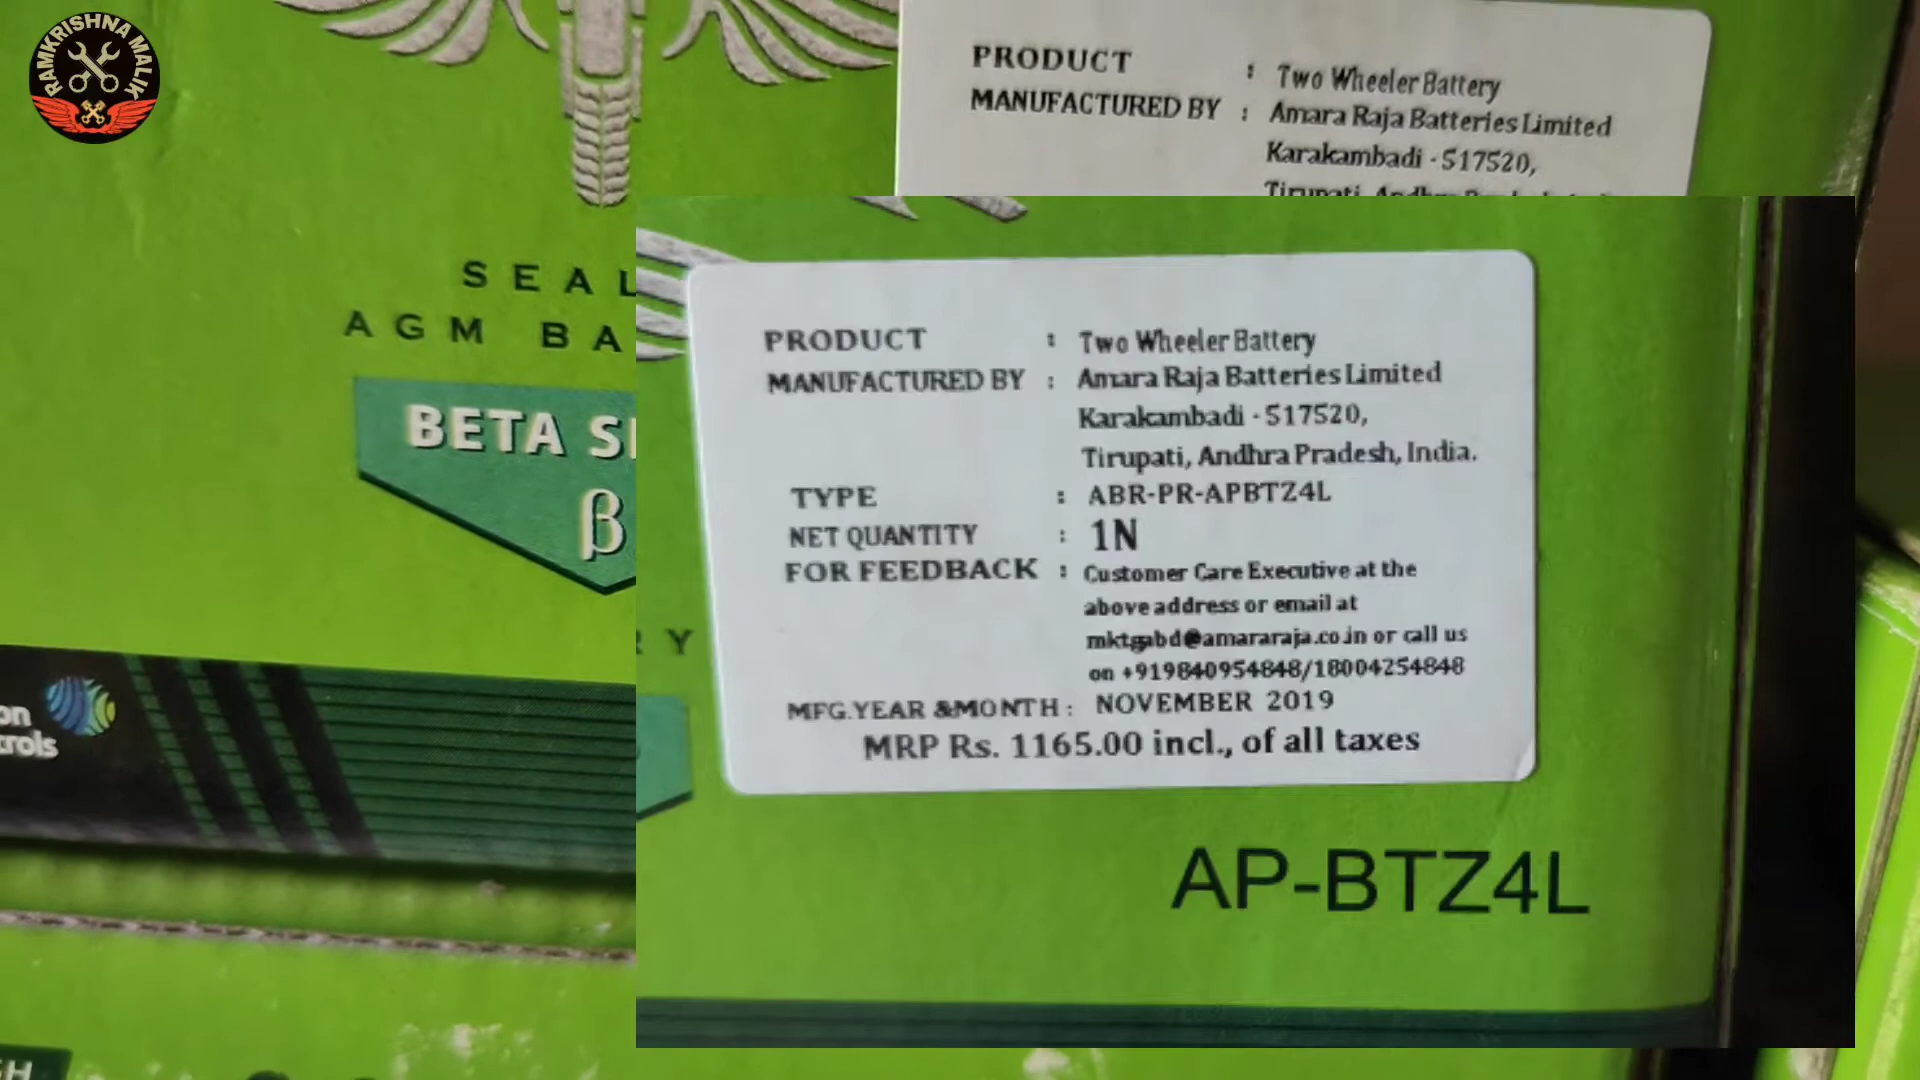 RAMKRISHNA MALIK
PRODUCT : Two Wheeler Battery
MANUFACTURED BY : Amara Raja Batteries Limited
Karakambadi - 517520,
SEAL
AGM BA
BETA
β
PRODUCT : Two Wheeler Battery
MANUFACTURED BY : Amara Raja Batteries Limited
Karakambadi - 517520,
Tirupati, Andhra Pradesh, India.
TYPE : ABR-PR-APBTZ4L
NET QUANTITY : 1N
FOR FEEDBACK : Customer Care Executive at the
above address or email at
mktgabd@amararaja.co.in or call us
on +919840954848/18004254848
MFG.YEAR &MONTH : NOVEMBER 2019
MRP Rs. 1165.00 incl., of all taxes
AP-BTZ4L